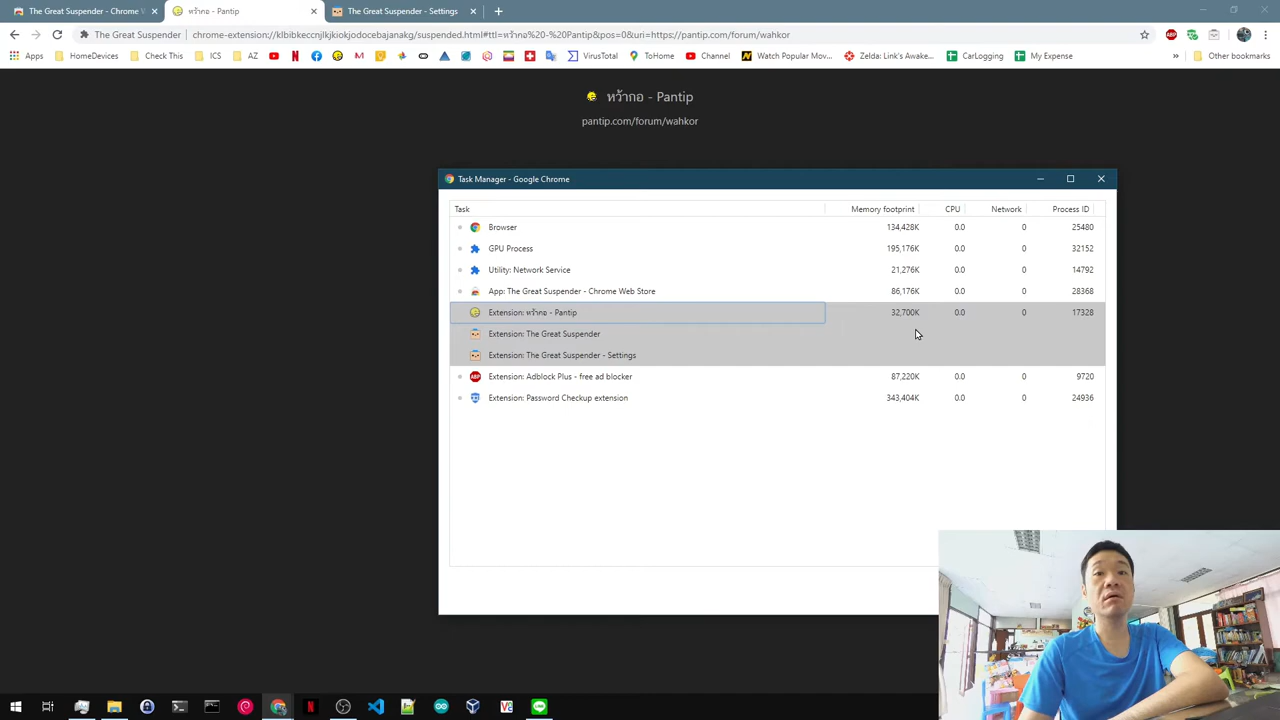 The Great Suspender - Chrome W
หว้ากอ - Pantip
The Great Suspender - Settings
The Great Suspender
chrome-extension://klbibkeccnjlkjkiokjodocebajanakg/suspended.html#ttl=หว้ากอ%20-%20Pantip&pos=0&uri=https://pantip.com/forum/wahkor
Apps
HomeDevices
Check This
ICS
AZ
VirusTotal
ToHome
Channel
Watch Popular Mov...
Zelda: Link's Awake...
CarLogging
My Expense
»
Other bookmarks
หว้ากอ - Pantip
pantip.com/forum/wahkor
Task Manager - Google Chrome
Task Memory footprint CPU Network Process ID
Browser 134,428K 0.0 0 25480
GPU Process 195,176K 0.0 0 32152
Utility: Network Service 21,276K 0.0 0 14792
App: The Great Suspender - Chrome Web Store 86,176K 0.0 0 28368
Extension: หว้ากอ - Pantip 32,700K 0.0 0 17328
Extension: The Great Suspender
Extension: The Great Suspender - Settings
ABP Extension: Adblock Plus - free ad blocker 87,220K 0.0 0 9720
Extension: Password Checkup extension 343,404K 0.0 0 24936